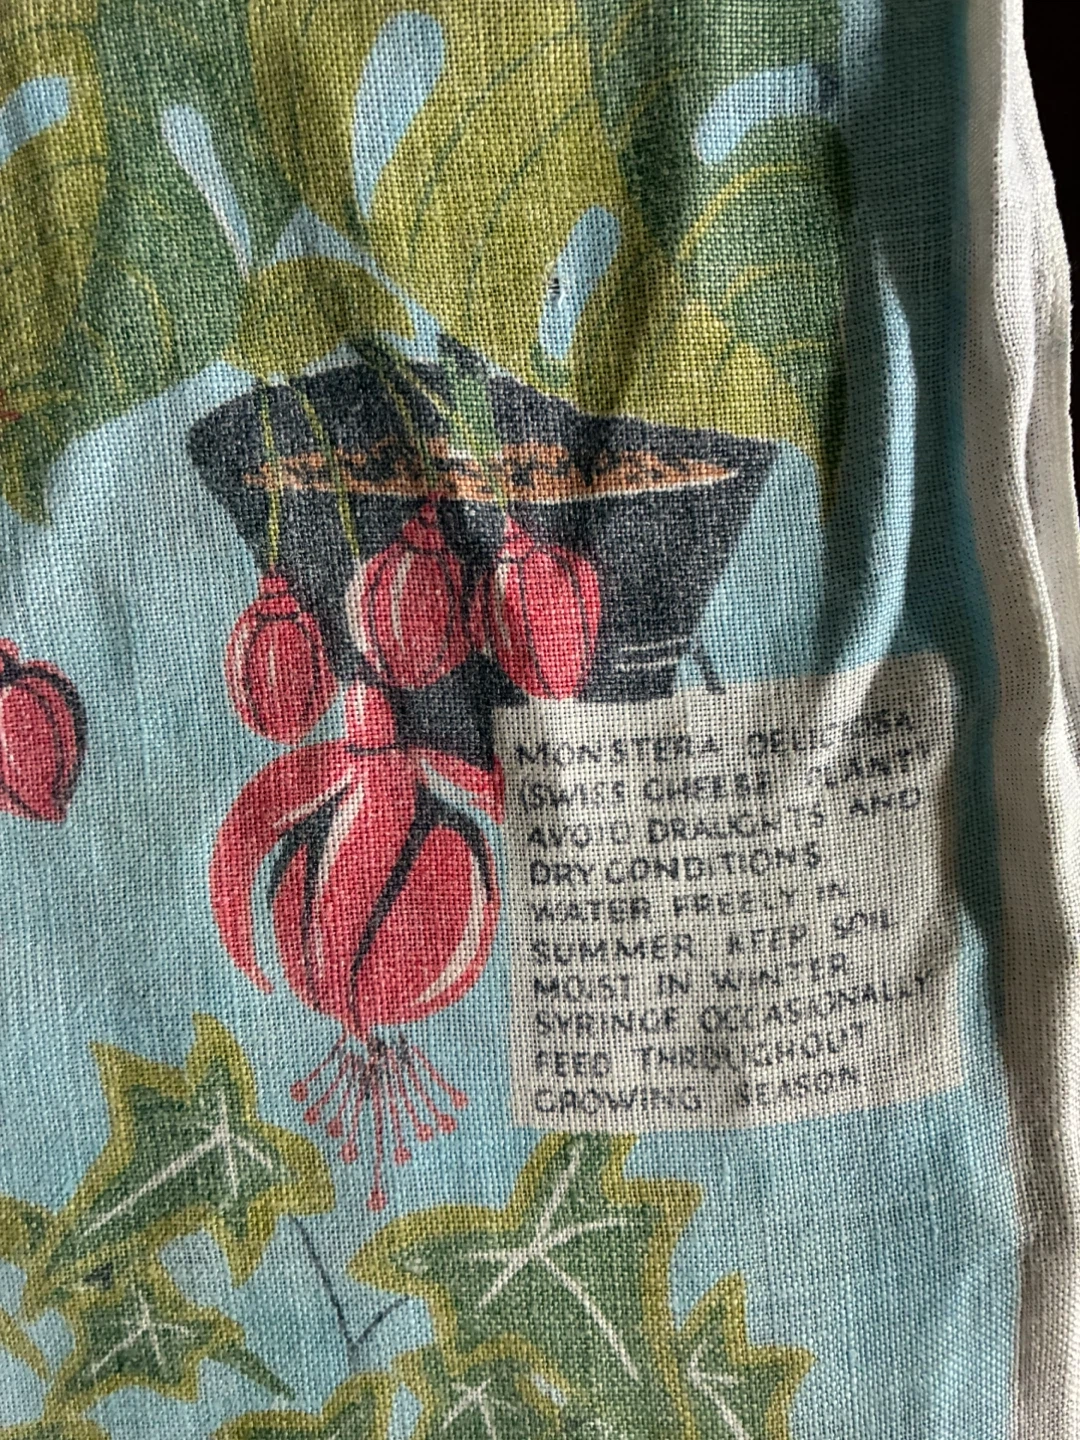 MONSTERA DELICIOSA
(SWISS CHEESE PLANT)
AVOID DRAUGHTS AND
DRY CONDITIONS
WATER FREELY IN
SUMMER KEEP SOIL
MOIST IN WINTER
SYRINGE OCCASIONALLY
FEED THROUGHOUT
GROWING SEASON